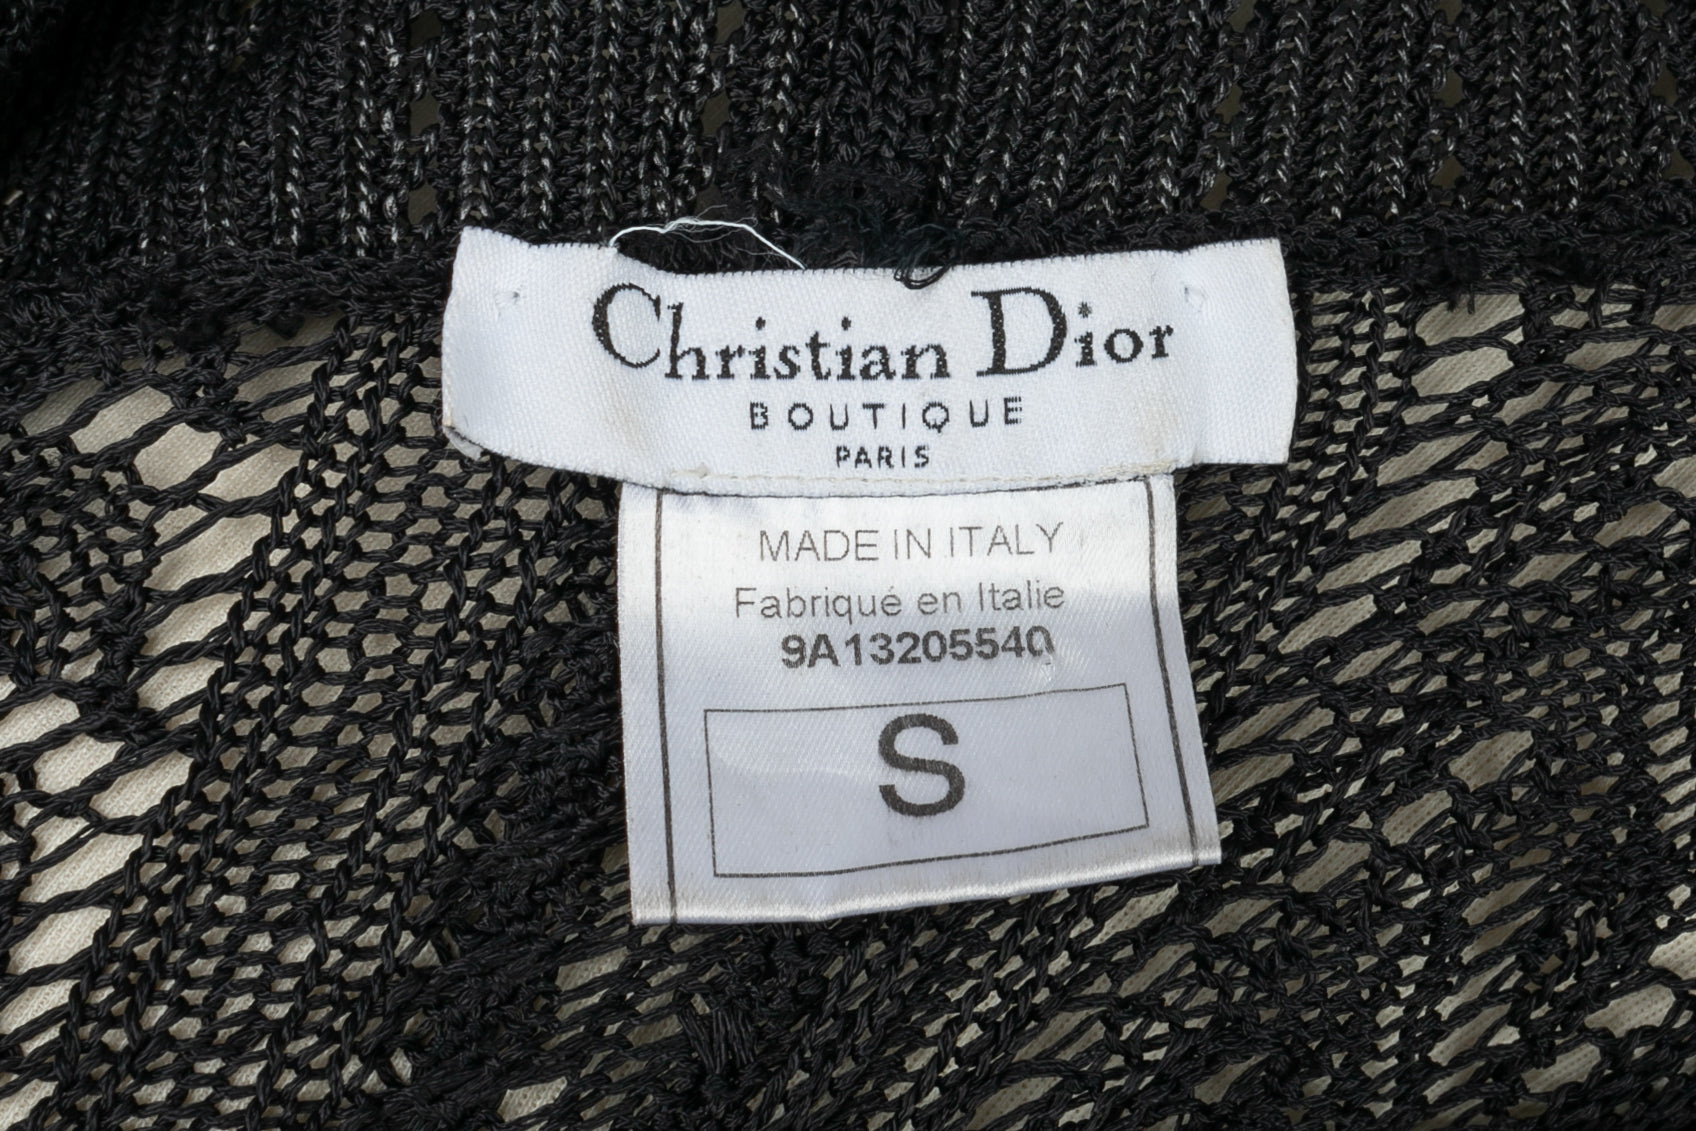 Christian Dior
BOUTIQUE
PARIS
MADE IN ITALY
Fabriqué en Italie
9A13205540
S